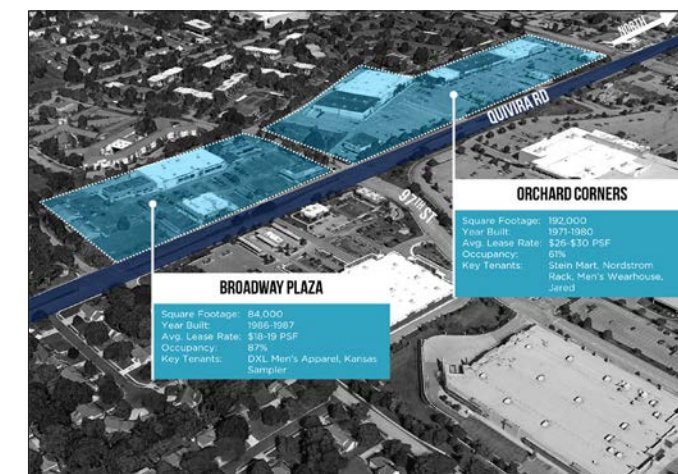 NORTH
QUIVIRA RD
97TH ST
ORCHARD CORNERS
Square Footage: 192,000
Year Built: 1971-1980
Avg. Lease Rate: $26-$30 PSF
Occupancy: 61%
Key Tenants: Stein Mart, Nordstrom
Rack, Men's Wearhouse,
Jared
BROADWAY PLAZA
Square Footage: 84,000
Year Built: 1986-1987
Avg. Lease Rate: $18-19 PSF
Occupancy: 87%
Key Tenants: DXL Men's Apparel, Kansas
Sampler